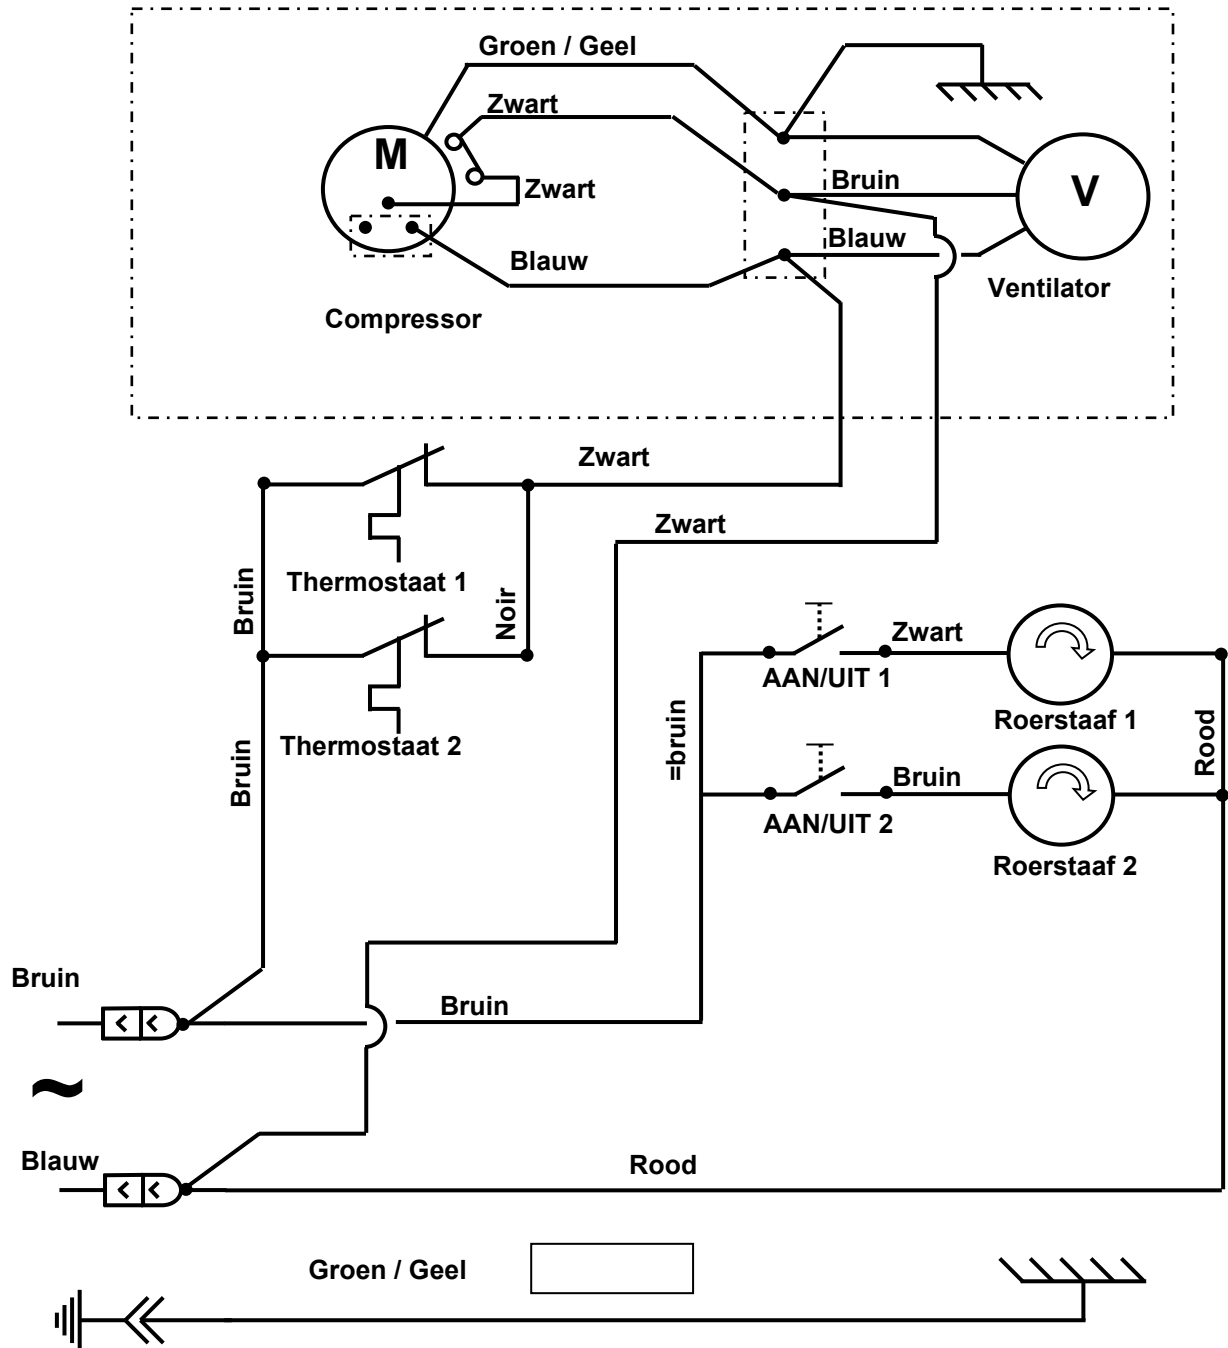 Groen / Geel
Zwart
M
Zwart
Bruin
V
Blauw
Blauw
Ventilator
Compressor
Zwart
Zwart
Thermostaat 1
Bruin
Noir
Zwart
AAN/UIT 1
Roerstaaf 1
=bruin
Rood
Thermostaat 2
Bruin
Bruin
AAN/UIT 2
Roerstaaf 2
Bruin
Bruin
~
Blauw
Rood
Groen / Geel